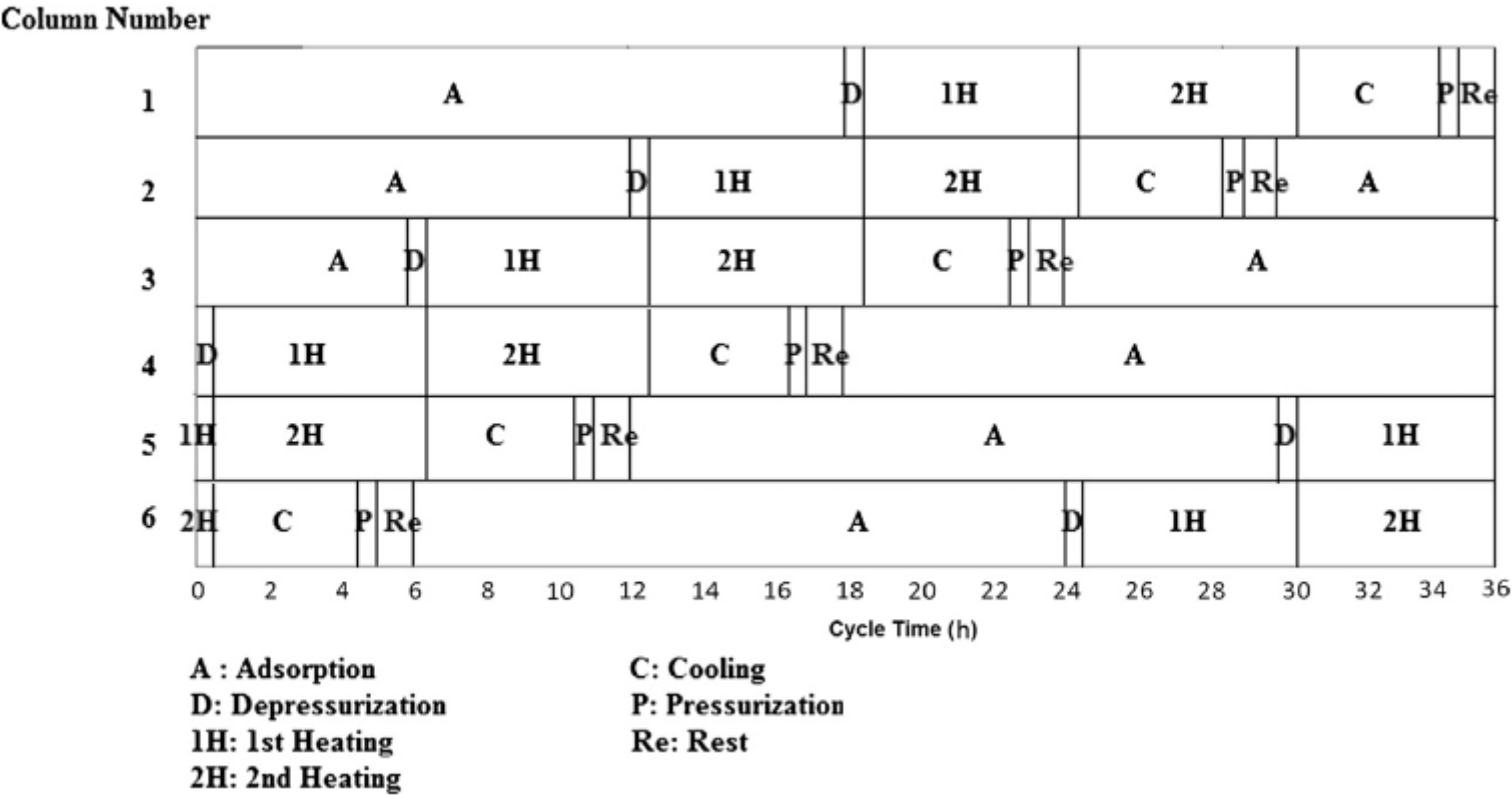 Column Number
1 A D 1H 2H C P Re
2 A D 1H 2H C P Re A
3 A D 1H 2H C P Re A
4 D 1H 2H C P Re A
5 1H 2H C P Re A D 1H
6 2H C P Re A D 1H 2H
0 2 4 6 8 10 12 14 16 18 20 22 24 26 28 30 32 34 36
Cycle Time (h)
A : Adsorption C: Cooling
D: Depressurization P: Pressurization
1H: 1st Heating Re: Rest
2H: 2nd Heating